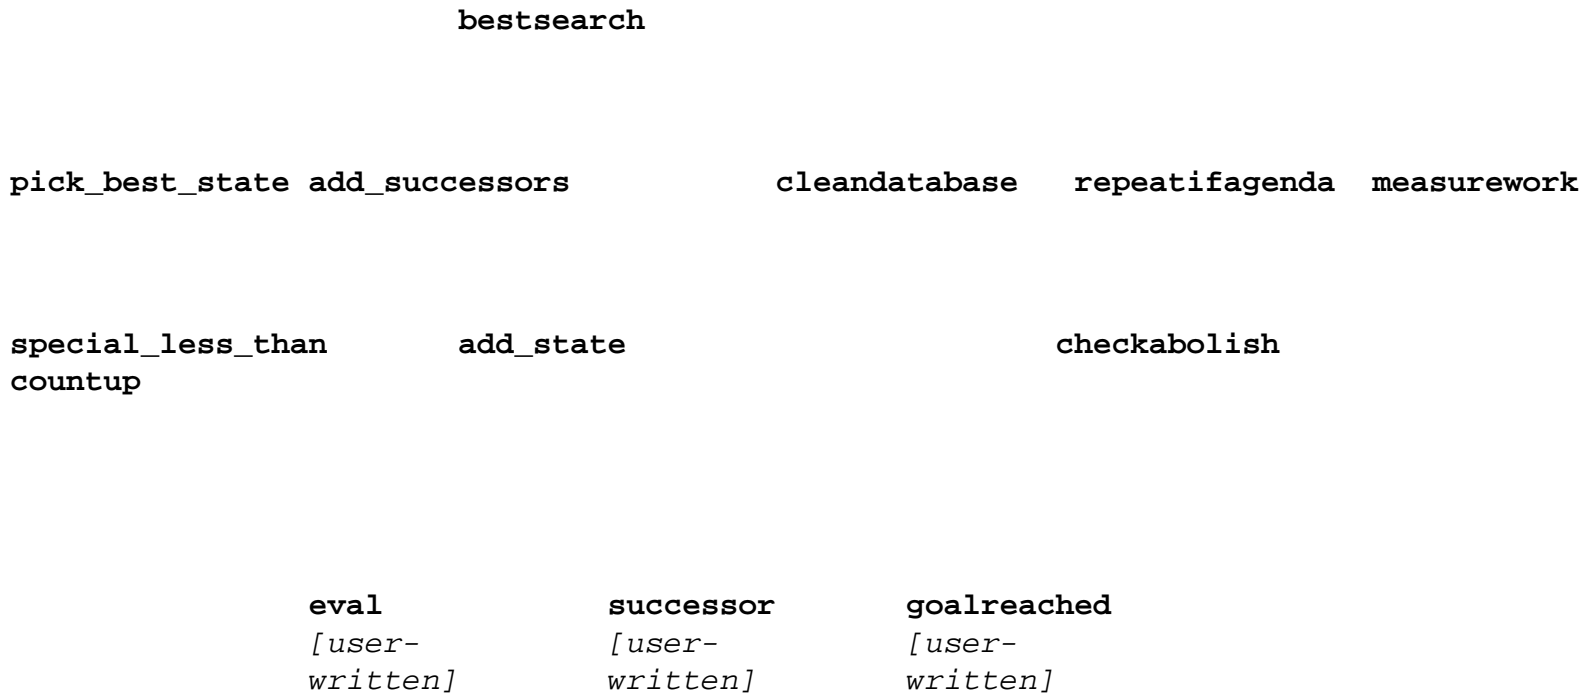 bestsearch
pick_best_state add_successors cleandatabase repeatifagenda measurework
special_less_than add_state checkabolish
countup
eval successor goalreached
[user- [user- [user-
written] written] written]